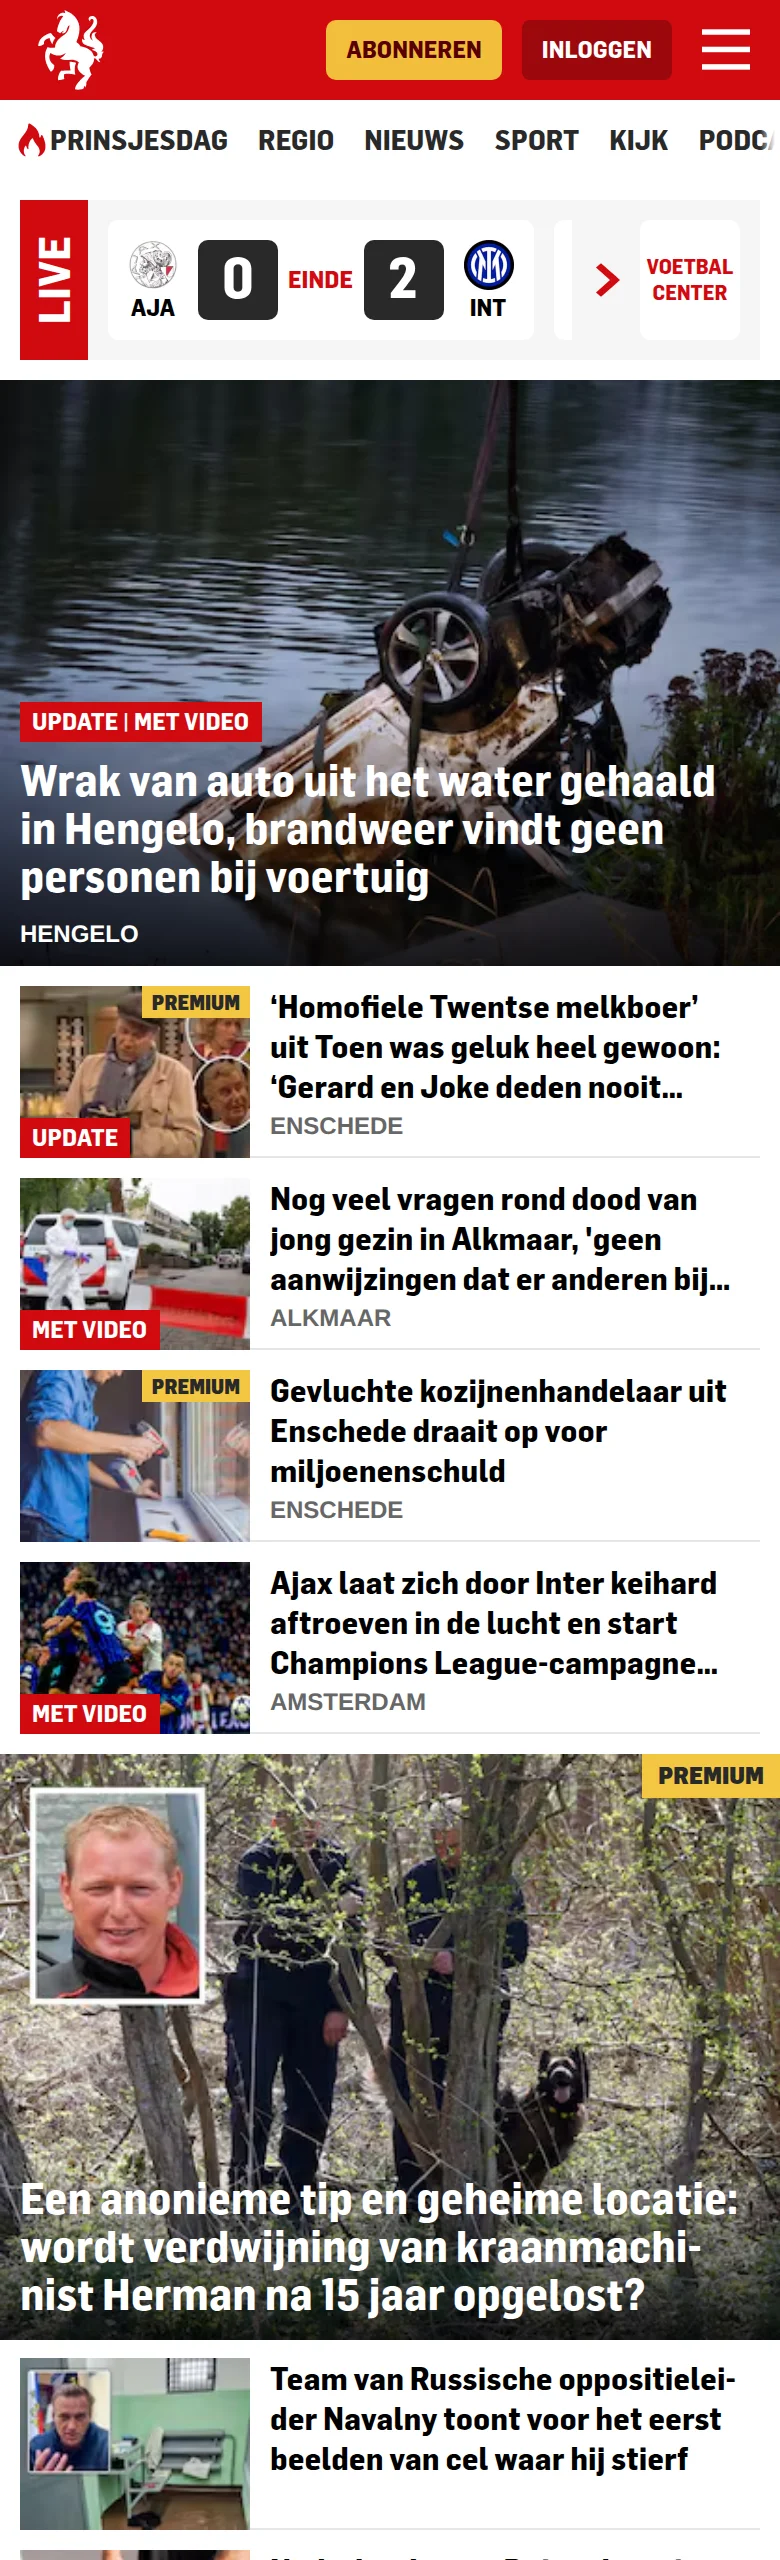 ABONNEREN
INLOGGEN
PRINSJESDAG REGIO NIEUWS SPORT KIJK
LIVE
AJA
0
EINDE
2
INT
VOETBAL
CENTER
UPDATE | MET VIDEO
Wrak van auto uit het water gehaald
in Hengelo, brandweer vindt geen
personen bij voertuig
HENGELO
PREMIUM
UPDATE
‘Homofiele Twentse melkboer’
uit Toen was geluk heel gewoon:
‘Gerard en Joke deden nooit...
ENSCHEDE
MET VIDEO
Nog veel vragen rond dood van
jong gezin in Alkmaar, 'geen
aanwijzingen dat er anderen bij...
ALKMAAR
PREMIUM
Gevluchte kozijnenhandelaar uit
Enschede draait op voor
miljoenenschuld
ENSCHEDE
MET VIDEO
Ajax laat zich door Inter keihard
aftroeven in de lucht en start
Champions League-campagne...
AMSTERDAM
PREMIUM
Een anonieme tip en geheime locatie:
wordt verdwijning van kraanmachi-
nist Herman na 15 jaar opgelost?
Team van Russische oppositielei-
der Navalny toont voor het eerst
beelden van cel waar hij stierf